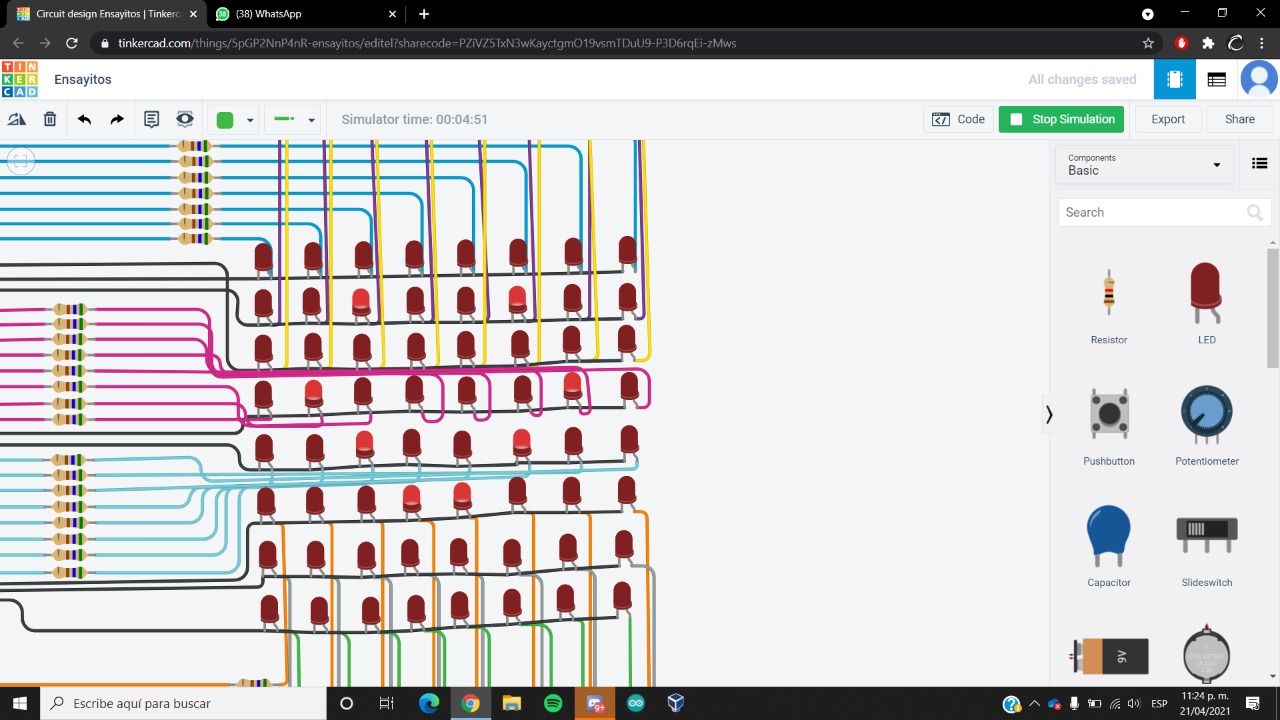 Circuit design Ensayitos | Tinkerc
(38) WhatsApp
tinkercad.com/things/5pGP2NnP4nR-ensayitos/editel?sharecode=PZiVZ5TxN3wKayctgmO19vsmTDuU9-P3D6rqEi-zMws
TIN
KER
CAD
Ensayitos
All changes saved
Simulator time: 00:04:51
Code
Stop Simulation
Export
Share
Components
Basic
Search
Resistor
LED
Pushbutton
Potentiometer
Capacitor
Slideswitch
9V
Escribe aquí para buscar
ESP
11:24 p. m.
21/04/2021